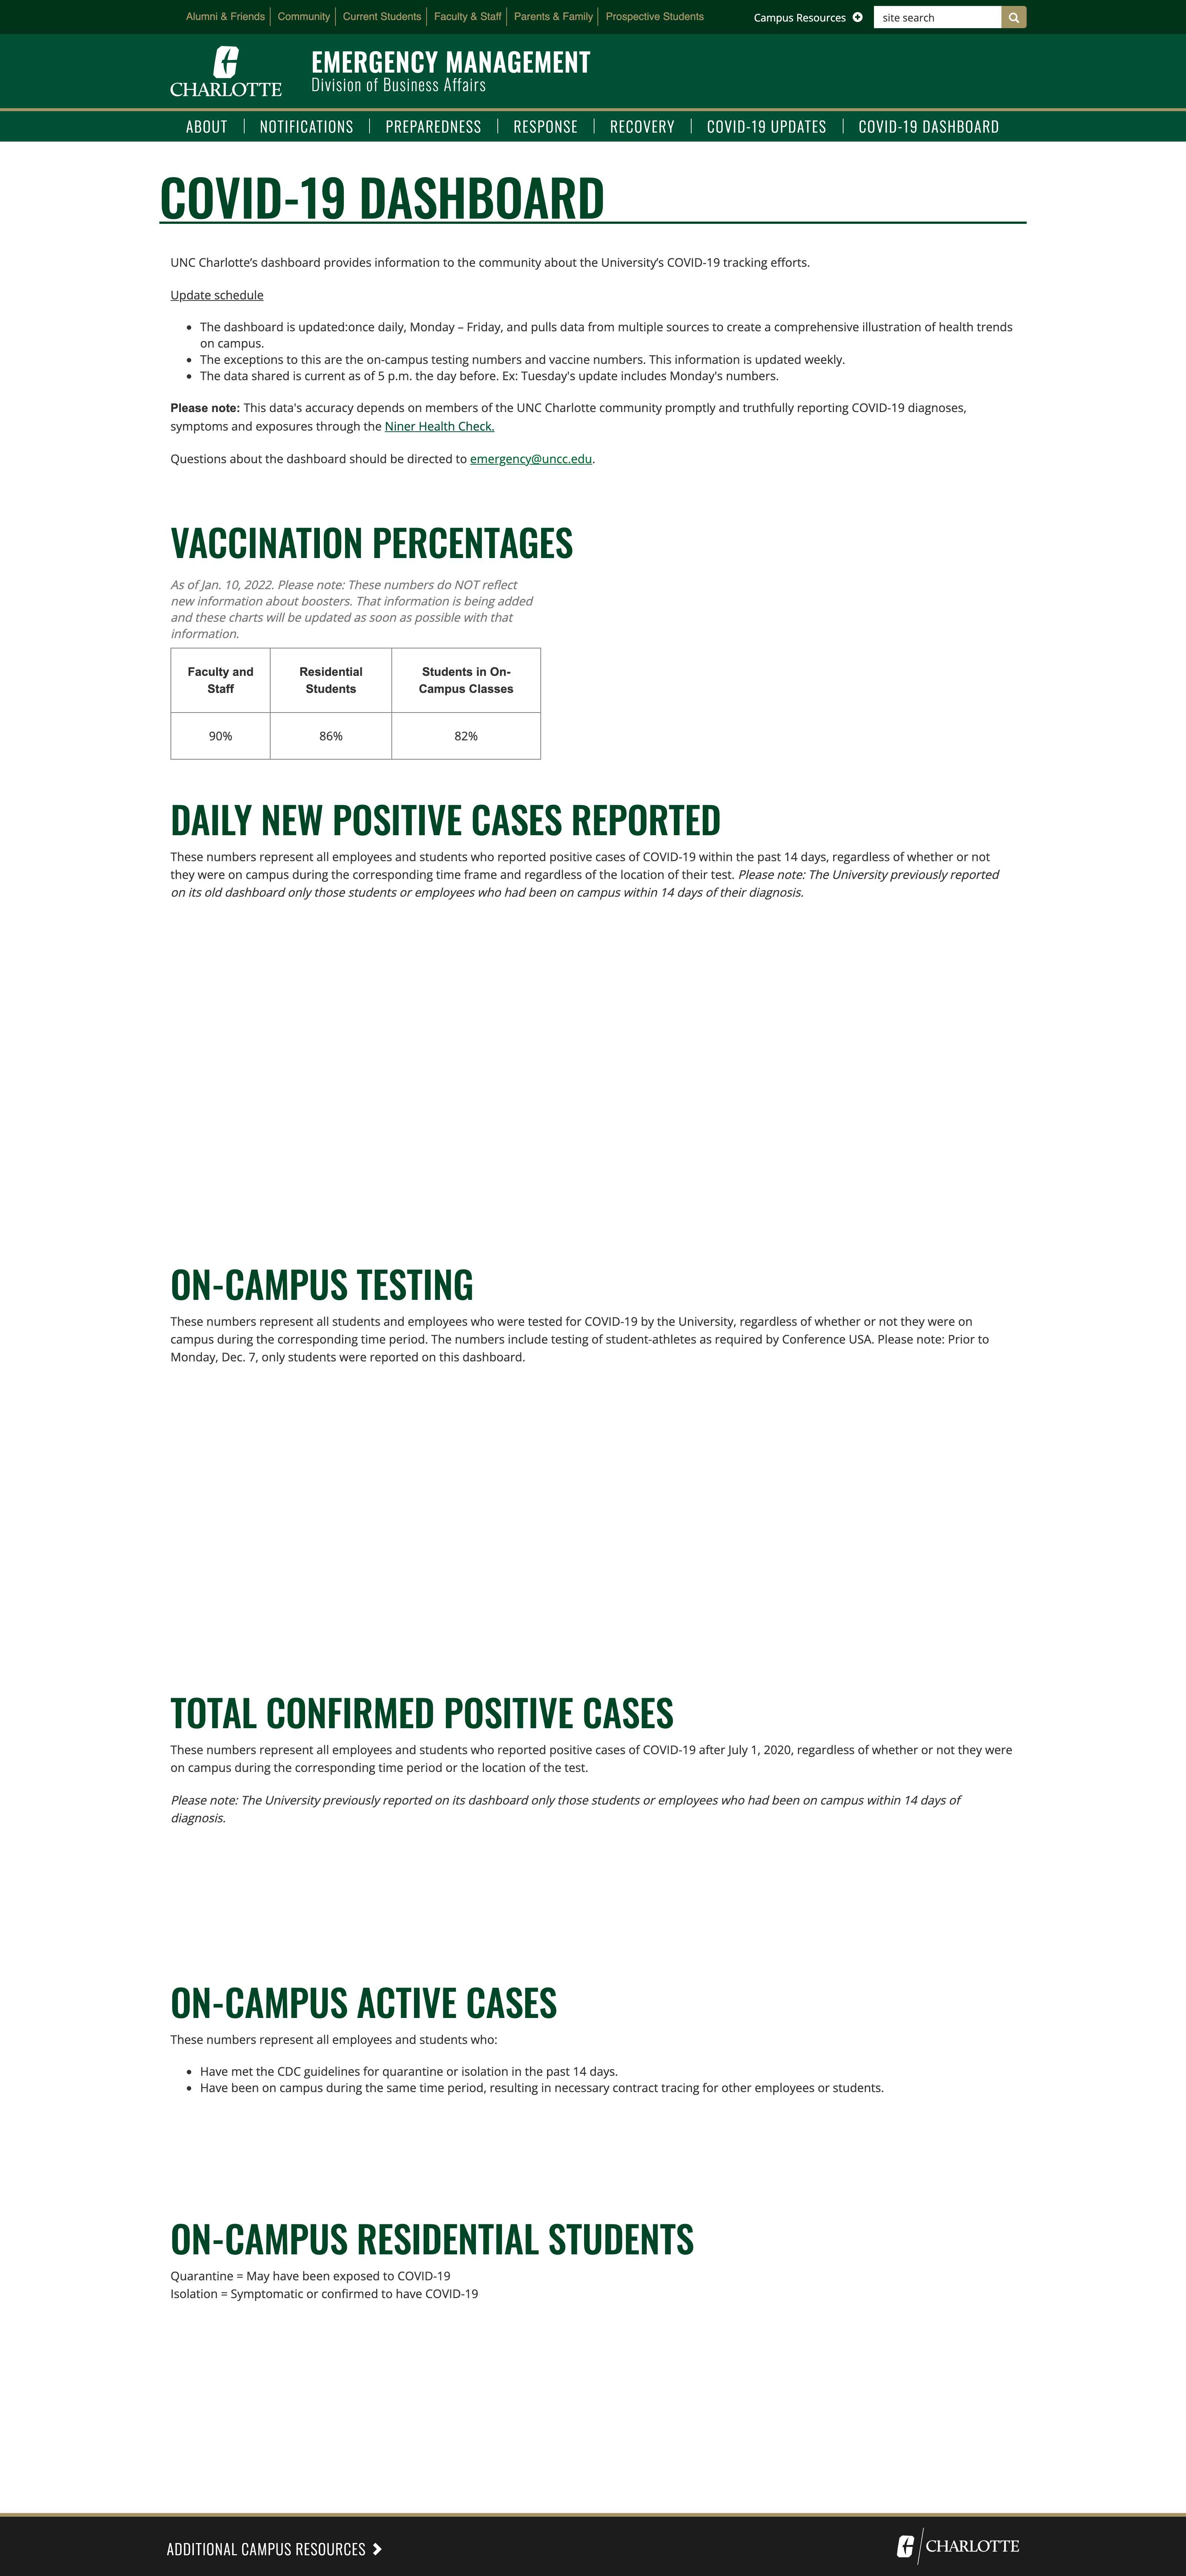 Alumni & Friends Community Current Students Faculty & Staff Parents & Family Prospective Students Campus Resources site search
CHARLOTTE
EMERGENCY MANAGEMENT
Division of Business Affairs
ABOUT NOTIFICATIONS PREPAREDNESS RESPONSE RECOVERY COVID-19 UPDATES COVID-19 DASHBOARD
COVID-19 DASHBOARD
UNC Charlotte's dashboard provides information to the community about the University's COVID-19 tracking efforts.
Update schedule
The dashboard is updated:once daily, Monday – Friday, and pulls data from multiple sources to create a comprehensive illustration of health trends
on campus.
The exceptions to this are the on-campus testing numbers and vaccine numbers. This information is updated weekly.
The data shared is current as of 5 p.m. the day before. Ex: Tuesday's update includes Monday's numbers.
Please note: This data's accuracy depends on members of the UNC Charlotte community promptly and truthfully reporting COVID-19 diagnoses,
symptoms and exposures through the Niner Health Check.
Questions about the dashboard should be directed to emergency@uncc.edu.
VACCINATION PERCENTAGES
As of Jan. 10, 2022. Please note: These numbers do NOT reflect
new information about boosters. That information is being added
and these charts will be updated as soon as possible with that
information.
Faculty and Residential Students in On-
Staff Students Campus Classes
90% 86% 82%
DAILY NEW POSITIVE CASES REPORTED
These numbers represent all employees and students who reported positive cases of COVID-19 within the past 14 days, regardless of whether or not
they were on campus during the corresponding time frame and regardless of the location of their test. Please note: The University previously reported
on its old dashboard only those students or employees who had been on campus within 14 days of their diagnosis.
ON-CAMPUS TESTING
These numbers represent all students and employees who were tested for COVID-19 by the University, regardless of whether or not they were on
campus during the corresponding time period. The numbers include testing of student-athletes as required by Conference USA. Please note: Prior to
Monday, Dec. 7, only students were reported on this dashboard.
TOTAL CONFIRMED POSITIVE CASES
These numbers represent all employees and students who reported positive cases of COVID-19 after July 1, 2020, regardless of whether or not they were
on campus during the corresponding time period or the location of the test.
Please note: The University previously reported on its dashboard only those students or employees who had been on campus within 14 days of
diagnosis.
ON-CAMPUS ACTIVE CASES
These numbers represent all employees and students who:
Have met the CDC guidelines for quarantine or isolation in the past 14 days.
Have been on campus during the same time period, resulting in necessary contract tracing for other employees or students.
ON-CAMPUS RESIDENTIAL STUDENTS
Quarantine = May have been exposed to COVID-19
Isolation = Symptomatic or confirmed to have COVID-19
ADDITIONAL CAMPUS RESOURCES CHARLOTTE